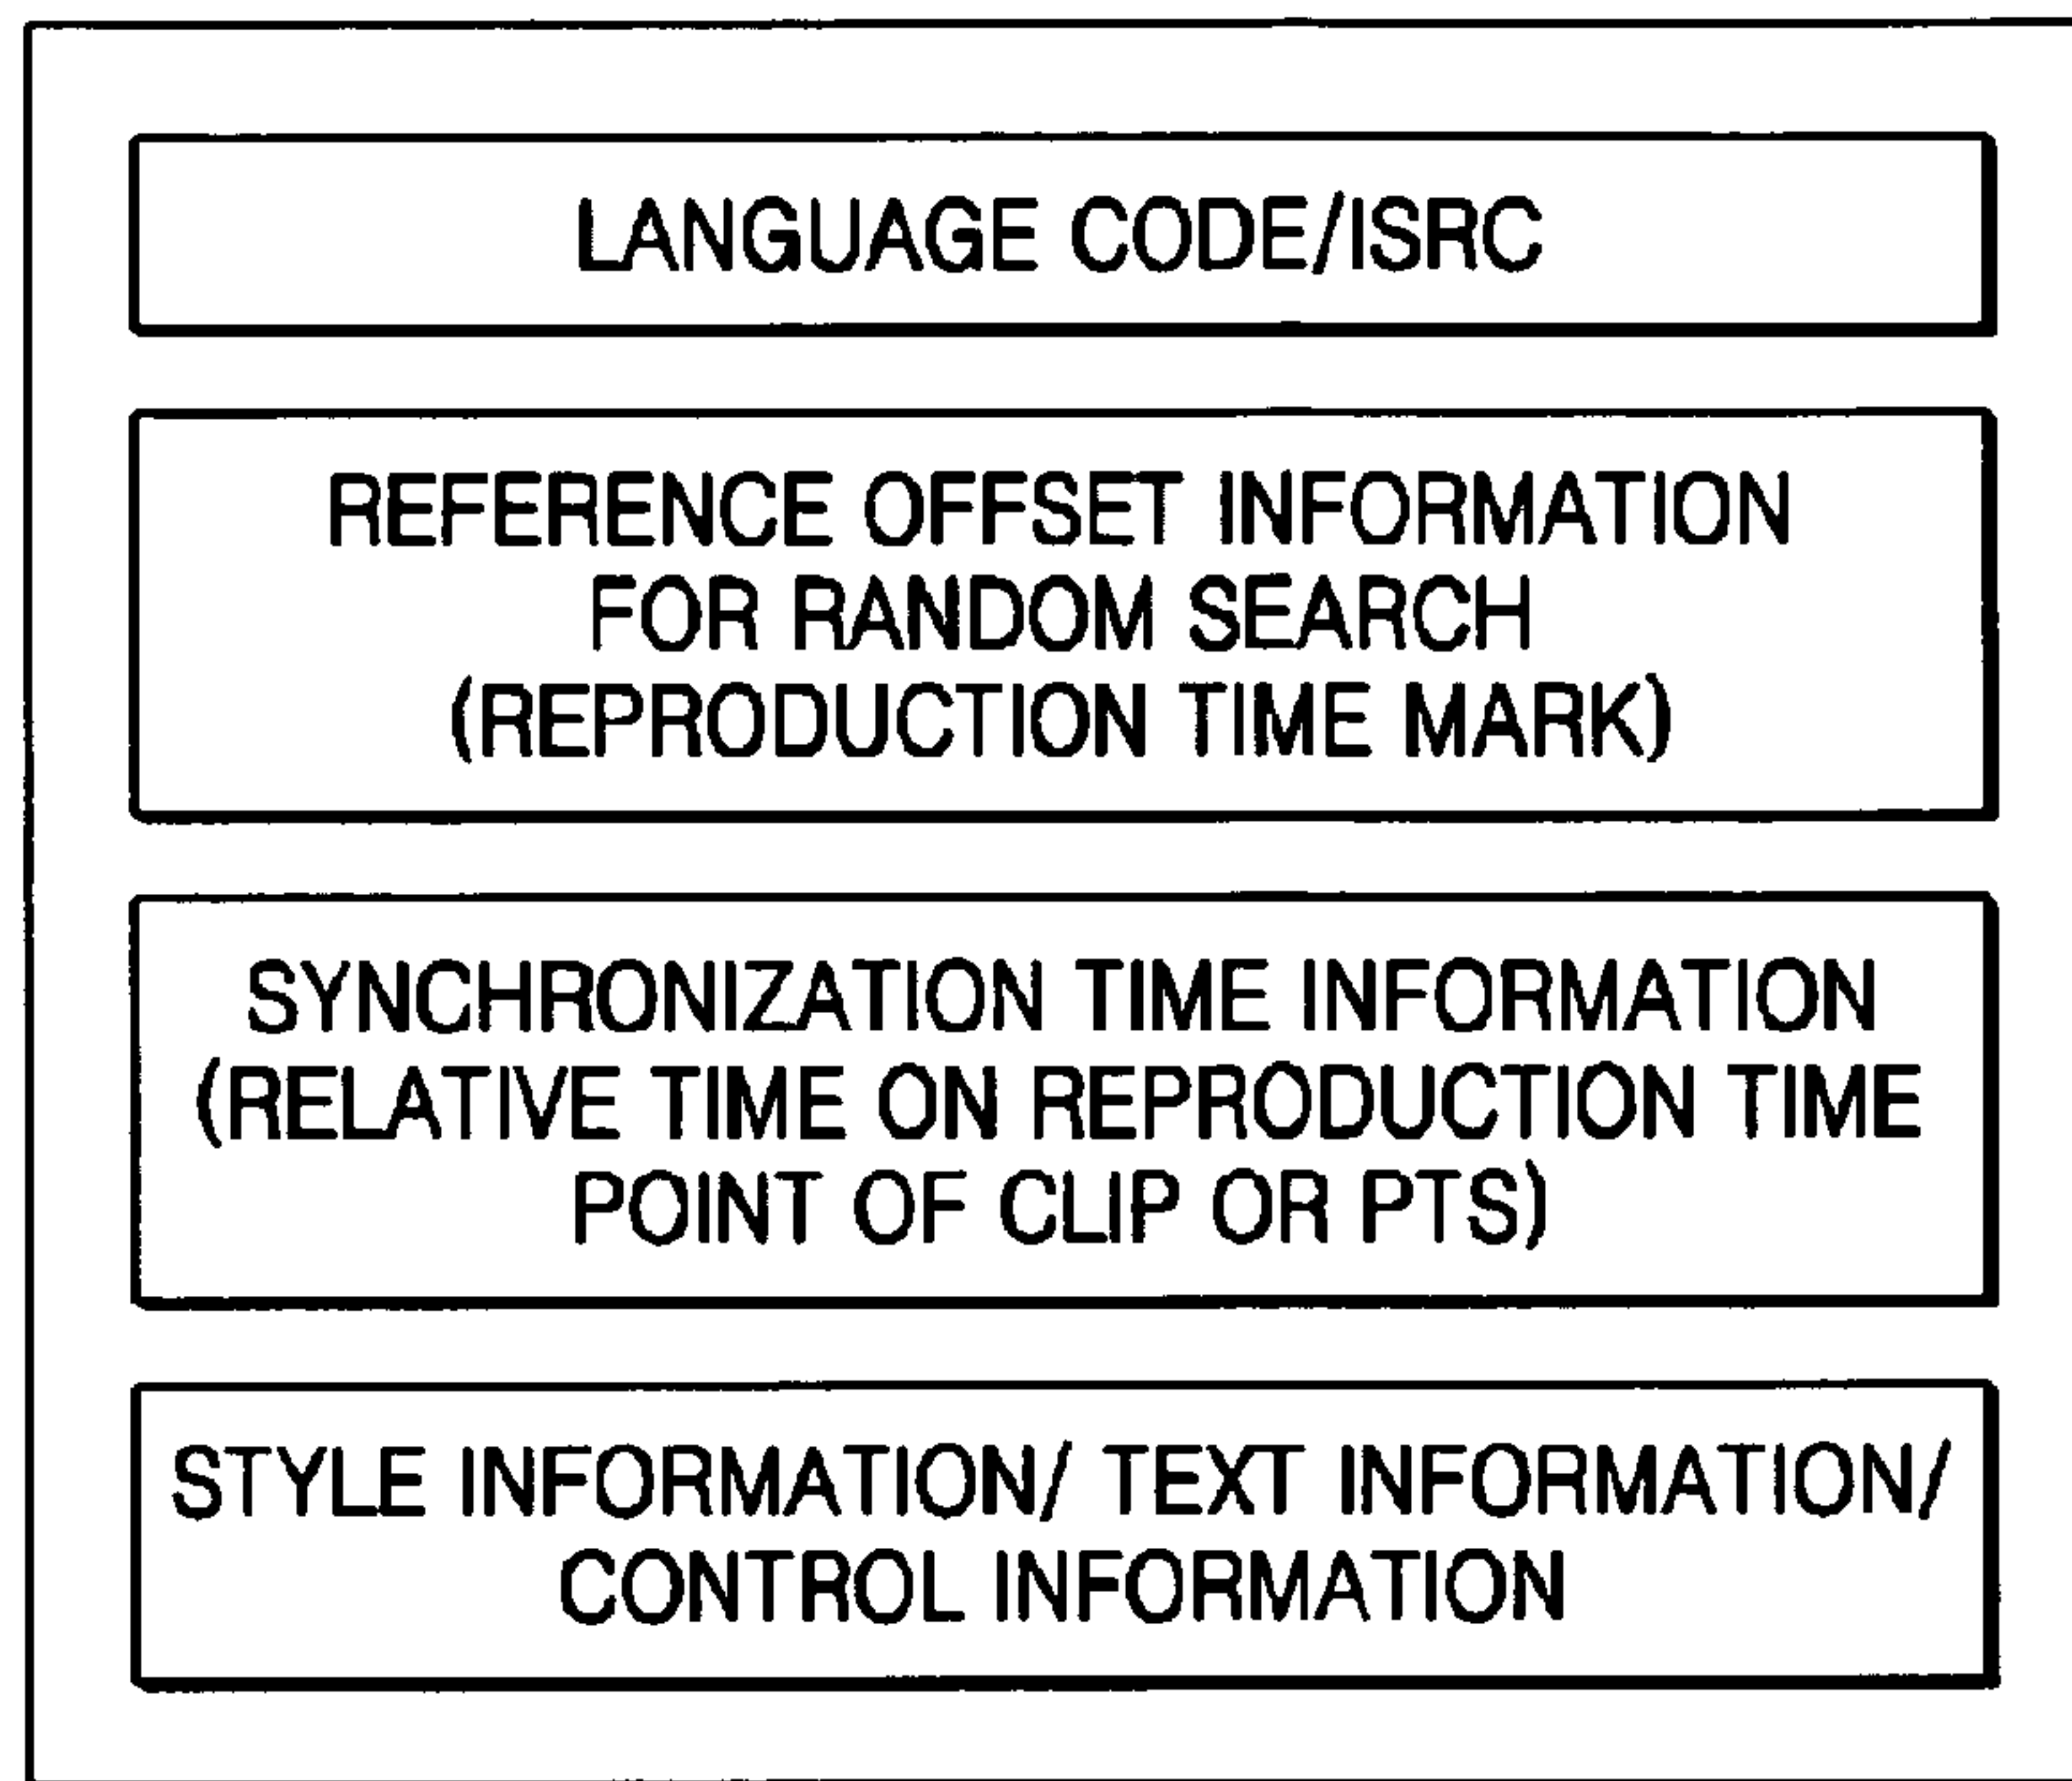 LANGUAGE CODE/ISRC
REFERENCE OFFSET INFORMATION
FOR RANDOM SEARCH
(REPRODUCTION TIME MARK)
SYNCHRONIZATION TIME INFORMATION
(RELATIVE TIME ON REPRODUCTION TIME
POINT OF CLIP OR PTS)
STYLE INFORMATION/ TEXT INFORMATION/
CONTROL INFORMATION